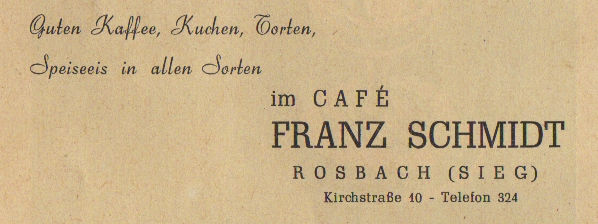 Guten Kaffee, Kuchen, Torten,
Speiseeis in allen Sorten
im CAFÉ
FRANZ SCHMIDT
ROSBACH (SIEG)
Kirchstraße 10 - Telefon 324